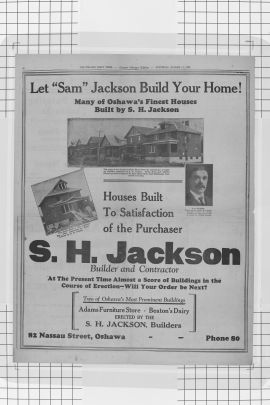 Let "Sam" Jackson Build Your Home!
Many of Oshawa's Finest Houses
Built by S. H. Jackson
Houses Built
To Satisfaction
of the Purchaser
S. H. Jackson
Builder and Contractor
At The Present Time Almost a Score of Buildings in the
Course of Erection—Will Your Order be Next?
Two of Oshawa's Most Prominent Buildings
Adams Furniture Store - Beaton's Dairy
ERECTED BY THE
S. H. JACKSON, Builders
82 Nassau Street, Oshawa - - Phone 80